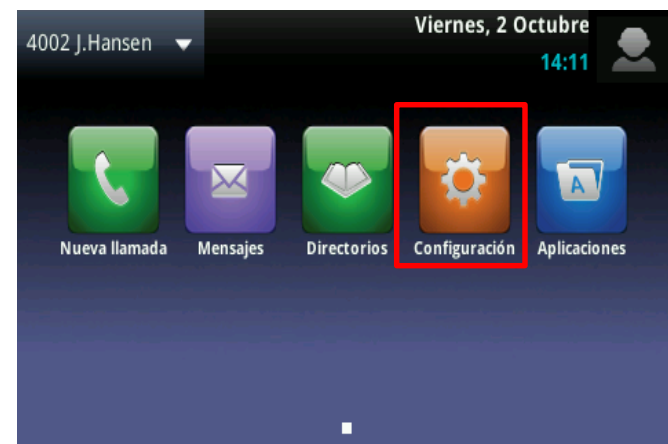 4002 J.Hansen
Viernes, 2 Octubre
14:11
Nueva llamada
Mensajes
Directorios
Configuración
A
Aplicaciones